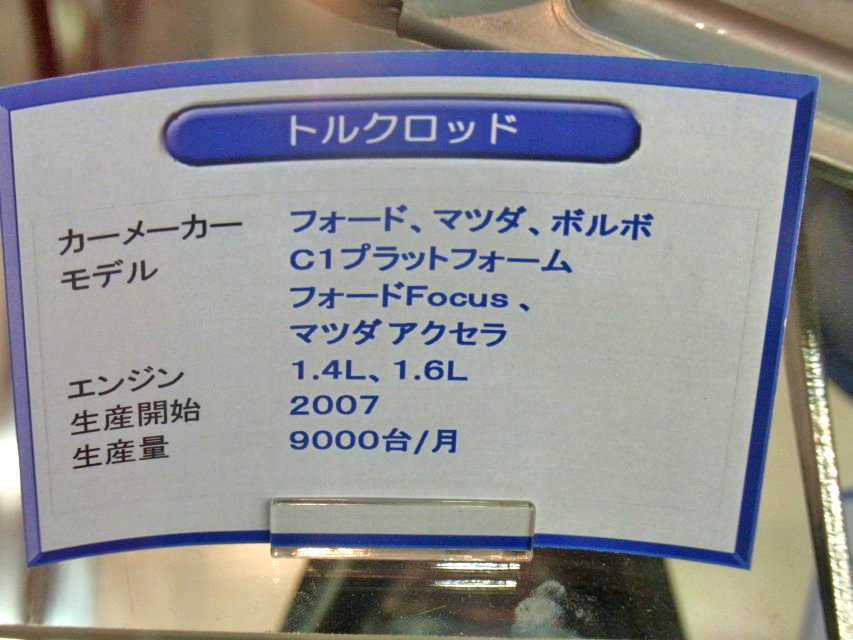 トルクロッド
カーメーカー フォード、マツダ、ボルボ
モデル C1プラットフォーム
フォードFocus、
マツダ アクセラ
エンジン 1.4L、1.6L
生産開始 2007
生産量 9000台/月